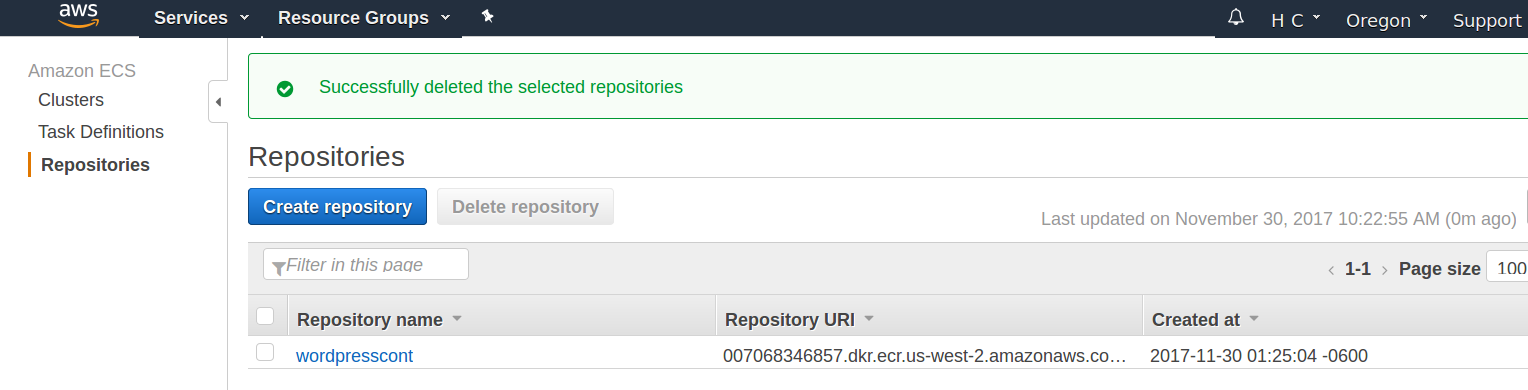 aws Services Resource Groups H C Oregon Support
Amazon ECS
Clusters
Task Definitions
Repositories
Successfully deleted the selected repositories
Repositories
Create repository Delete repository
Last updated on November 30, 2017 10:22:55 AM (0m ago)
Filter in this page
1-1 Page size 100
Repository name Repository URI Created at
wordpresscont 007068346857.dkr.ecr.us-west-2.amazonaws.co... 2017-11-30 01:25:04 -0600